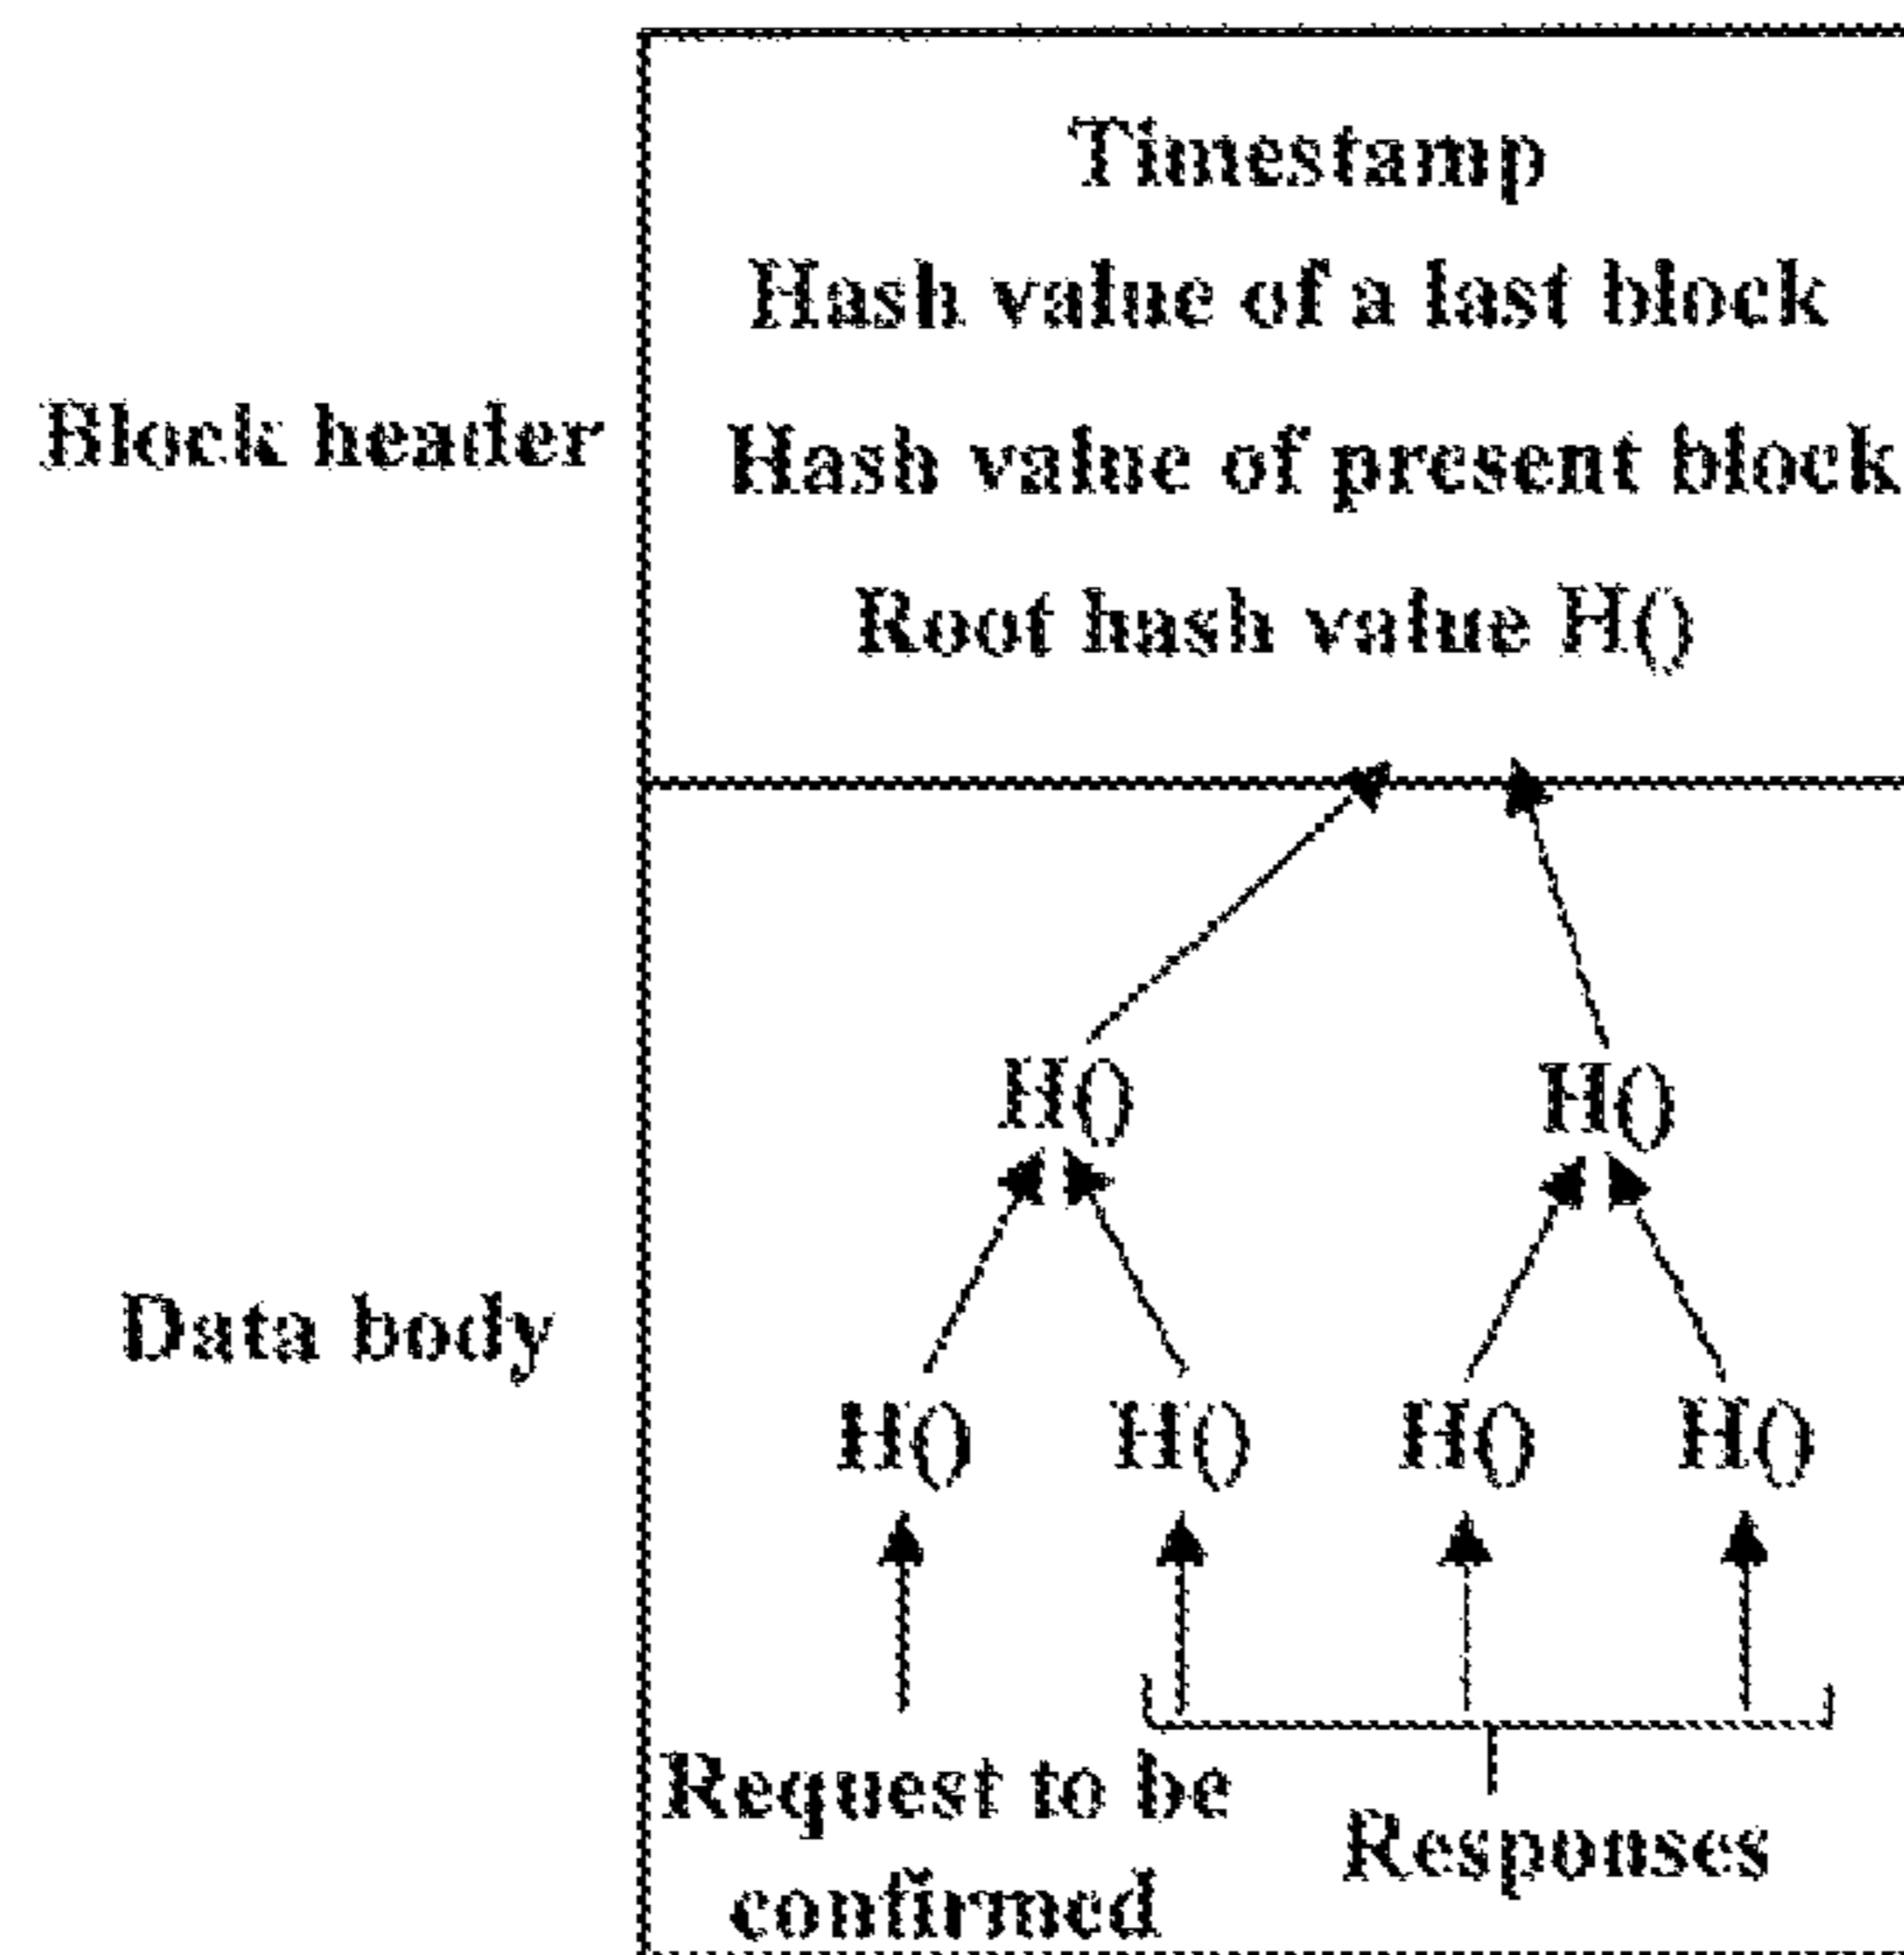 Timestamp
Hash value of a last block
Block header
Hash value of present block
Root hash value H()
H() H()
Data body
H() H() H() H()
Request to be
confirmed
Responses